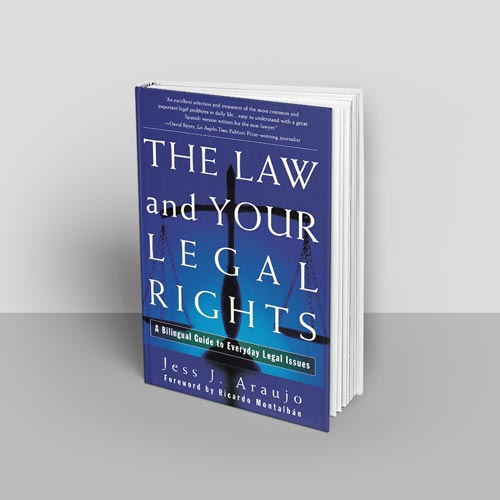 "An excellent selection and treatment of the most common and
important legal problems in daily life... easy to understand with a great
Spanish version written for the non lawyer."
—David Reyes, Los Angeles Times Pulitzer Prize–winning journalist
THE LAW
and YOUR
LEGAL
RIGHTS
A Bilingual Guide to Everyday Legal Issues
Jess J. Araujo
Foreword by Ricardo Montalbán